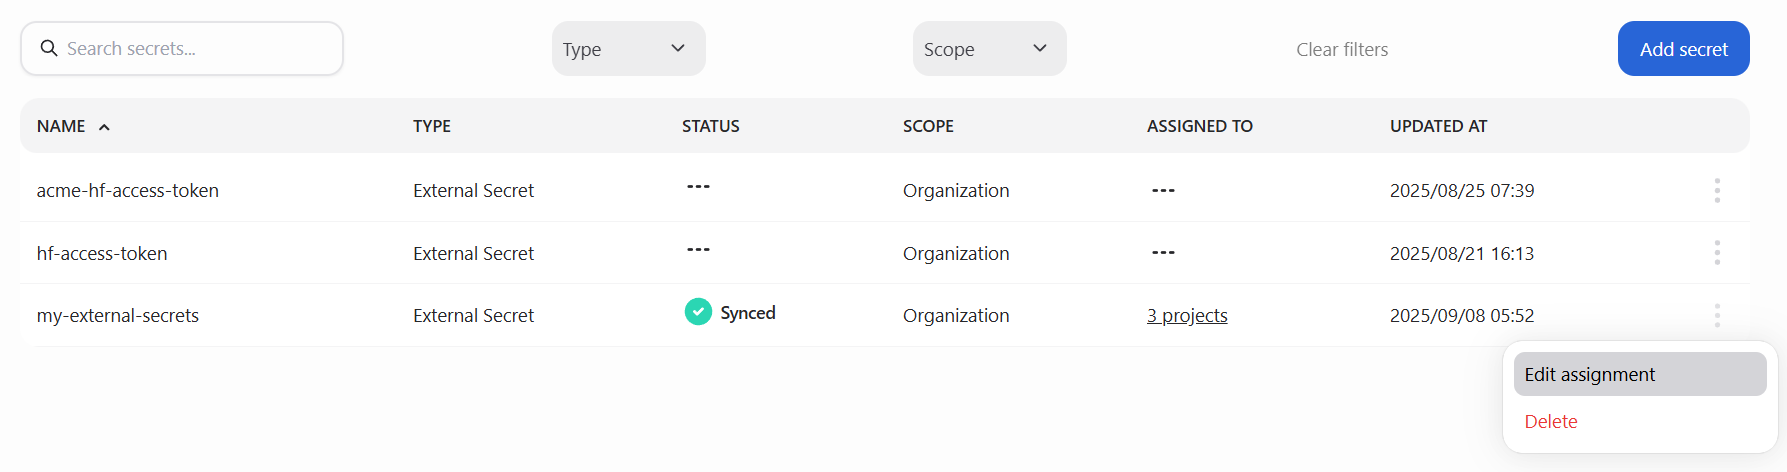 Search secrets... Type Scope Clear filters Add secret
NAME TYPE STATUS SCOPE ASSIGNED TO UPDATED AT
acme-hf-access-token External Secret --- Organization --- 2025/08/25 07:39
hf-access-token External Secret --- Organization --- 2025/08/21 16:13
my-external-secrets External Secret Synced Organization 3 projects 2025/09/08 05:52
Edit assignment
Delete